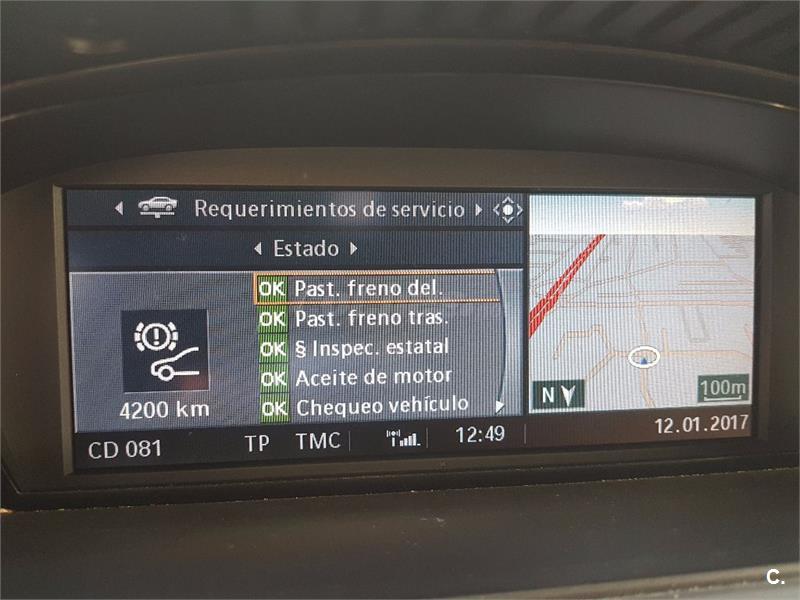 Requerimientos de servicio
Estado
OK Past. freno del.
OK Past. freno tras.
OK § Inspec. estatal
OK Aceite de motor
OK Chequeo vehículo
4200 km
N
100m
CD 081
TP
TMC
12:49
12.01.2017
C.